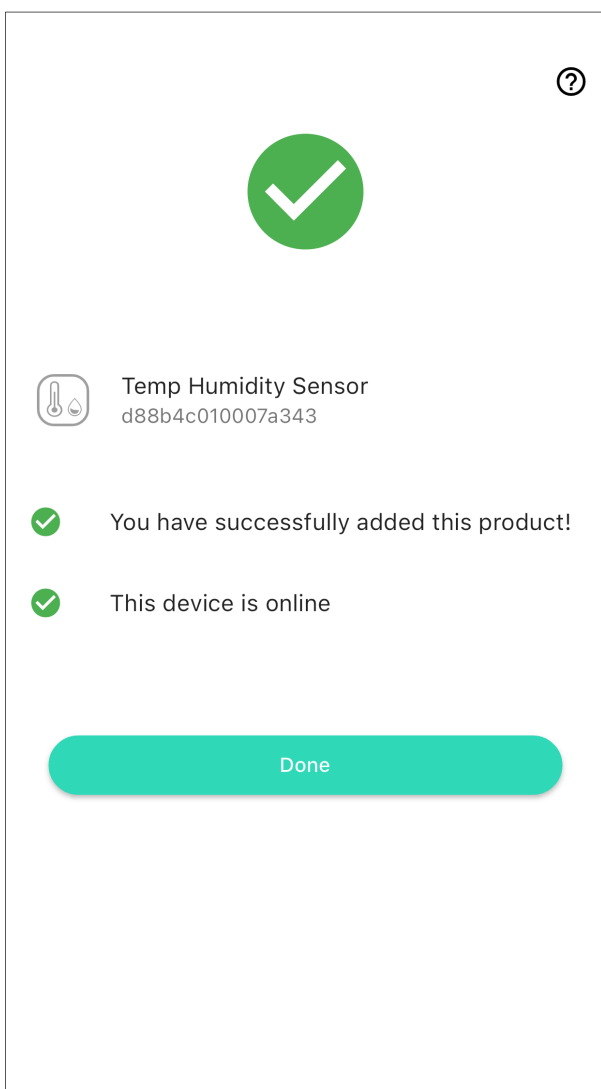 Temp Humidity Sensor
d88b4c010007a343
You have successfully added this product!
This device is online
Done